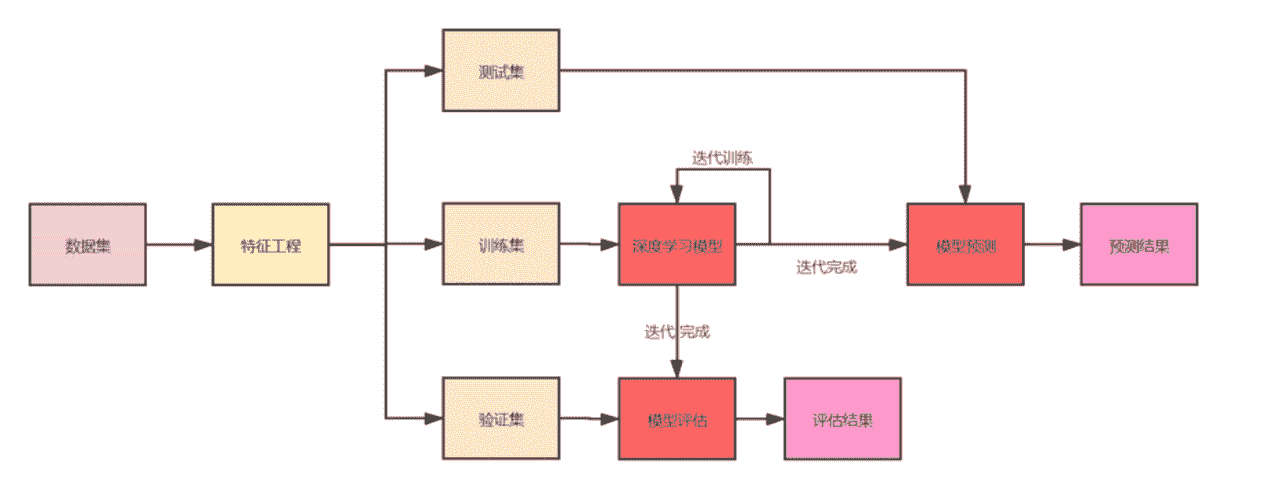 测试集
迭代训练
数据集
特征工程
训练集
深度学习模型
模型预测
预测结果
迭代完成
迭代 完成
验证集
模型评估
评估结果